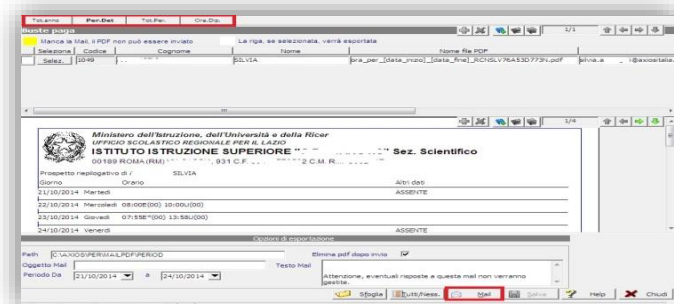 Tot.anno Per.Det Tot.Per. Ore.Gio.
Buste paga 1/1
Manca la Mail, il PDF non può essere inviato La riga, se selezionata, verrà esportata
Selezione Codice Cognome Nome Nome file PDF
Selez. 1049 SILVIA ora_per_[data_inizio]_[data_fine]_RCNSLV76A53D773N.pdf silvia.a @axiositalia.
1/4
Ministero dell'Istruzione, dell'Università e della Ricer
UFFICIO SCOLASTICO REGIONALE PER IL LAZIO
ISTITUTO ISTRUZIONE SUPERIORE " " Sez. Scientifico
00189 ROMA (RM) , 931 C.F. 2 C.M. R
Prospetto riepilogativo di / SILVIA
Giorno Orario Altri dati
21/10/2014 Martedì ASSENTE
22/10/2014 Mercoledì 08:00E(00) 10:00U(00)
23/10/2014 Giovedì 07:55E*(00) 13:58U(00)
24/10/2014 Venerdì ASSENTE
Opzioni di esportazione
Path C:\AXIOS\PER\MAILPDF\PERIOD Elimina pdf dopo invio
Oggetto Mail Testo Mail
Periodo Da 21/10/2014 a 24/10/2014 Attenzione, eventuali risposte a questa mail non verranno
gestite.
Sfoglia Tutti/Ness. Mail Salva Help Chiudi